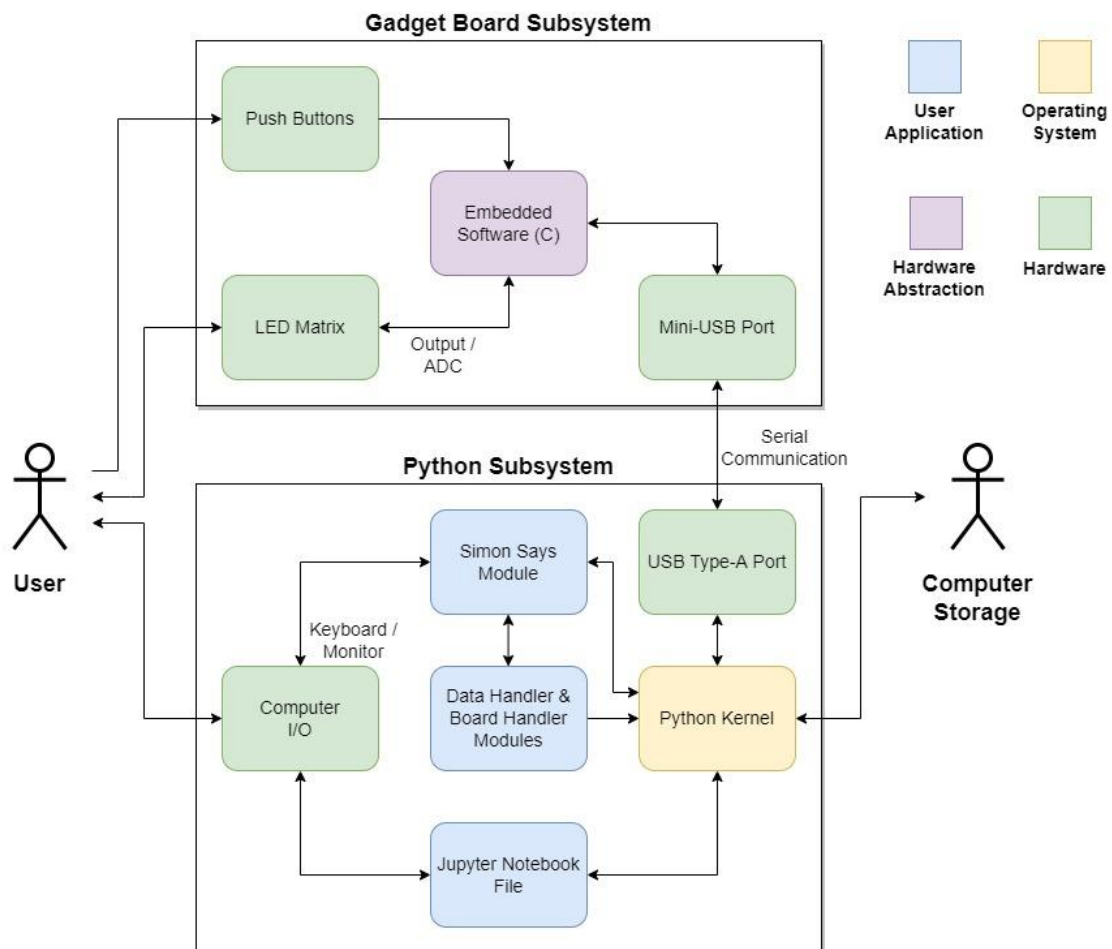 Gadget Board Subsystem
Push Buttons
Embedded
Software (C)
LED Matrix
Output /
ADC
Mini-USB Port
User
Application
Operating
System
Hardware
Abstraction
Hardware
Serial
Communication
Python Subsystem
User
Simon Says
Module
USB Type-A Port
Computer
Storage
Keyboard /
Monitor
Computer
I/O
Data Handler &
Board Handler
Modules
Python Kernel
Jupyter Notebook
File